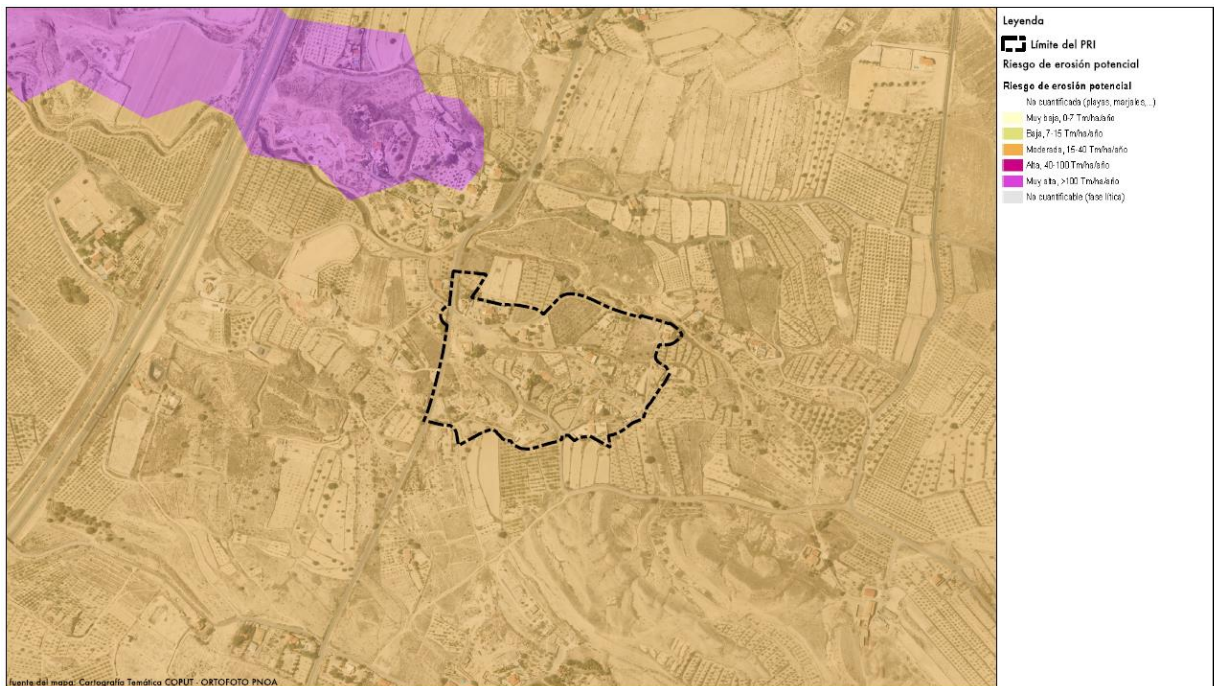 Leyenda
Límite del PRI
Riesgo de erosión potencial
Riesgo de erosión potencial
No cuantificada (playas, marjales,...)
Muy baja, 0-7 Tm/ha/año
Baja, 7-15 Tm/ha/año
Moderada, 15-40 Tm/ha/año
Alta, 40-100 Tm/ha/año
Muy alta, >100 Tm/ha/año
No cuantificable (fase lítica)
fuente del mapa: Cartografía Temática COPUT - ORTOFOTO PNOA